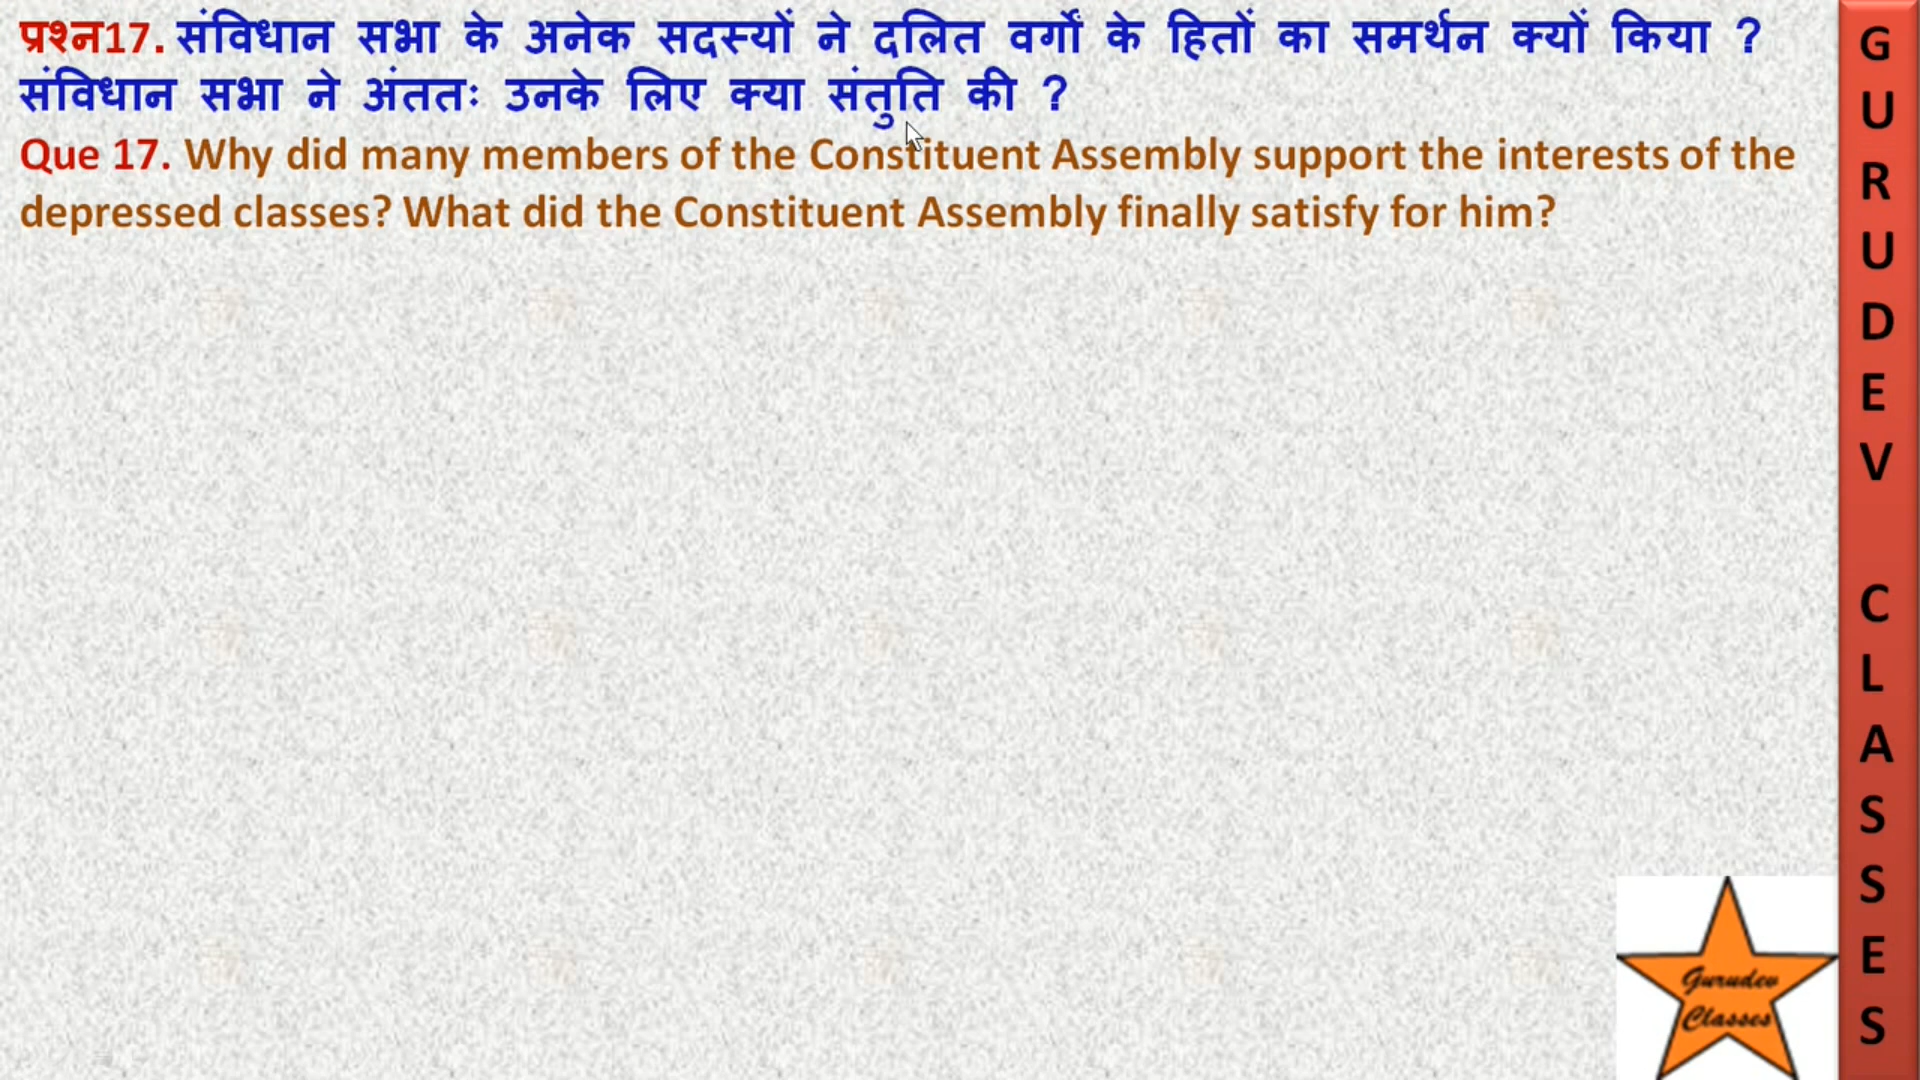 प्रश्न17. संविधान सभा के अनेक सदस्यों ने दलित वर्गों के हितों का समर्थन क्यों किया ?
संविधान सभा ने अंततः उनके लिए क्या संतुति की ?
Que 17. Why did many members of the Constituent Assembly support the interests of the
depressed classes? What did the Constituent Assembly finally satisfy for him?
GURUDEV CLASSES
Gurudev
Classes